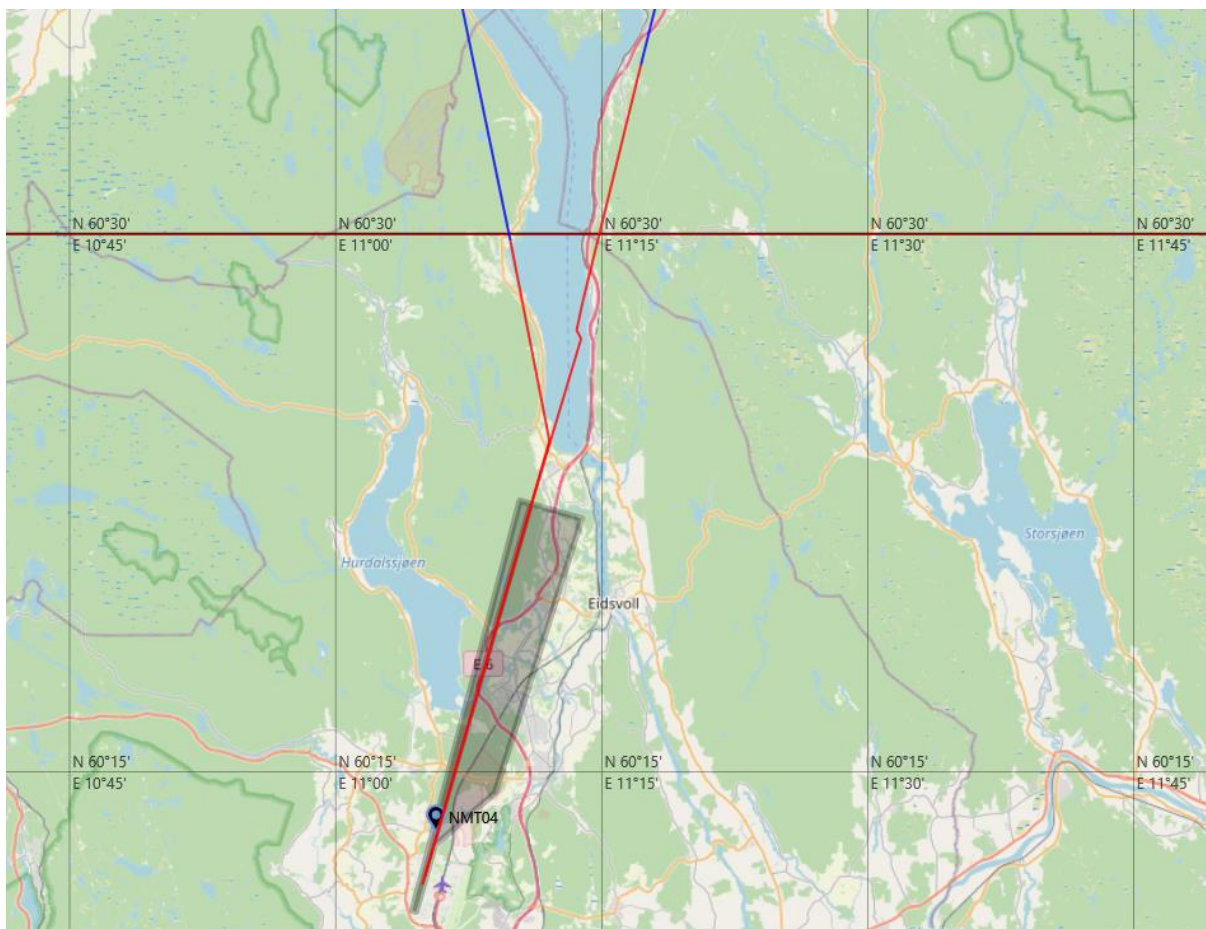 N 60°30'
N 60°30'
N 60°30'
N 60°30'
N 60°30'
E 10°45'
E 11°00'
E 11°15'
E 11°30'
E 11°45'
Hurdalssjøen
Storsjøen
Eidsvoll
E 6
N 60°15'
N 60°15'
N 60°15'
N 60°15'
N 60°15'
E 10°45'
E 11°00'
E 11°15'
E 11°30'
E 11°45'
NMT04